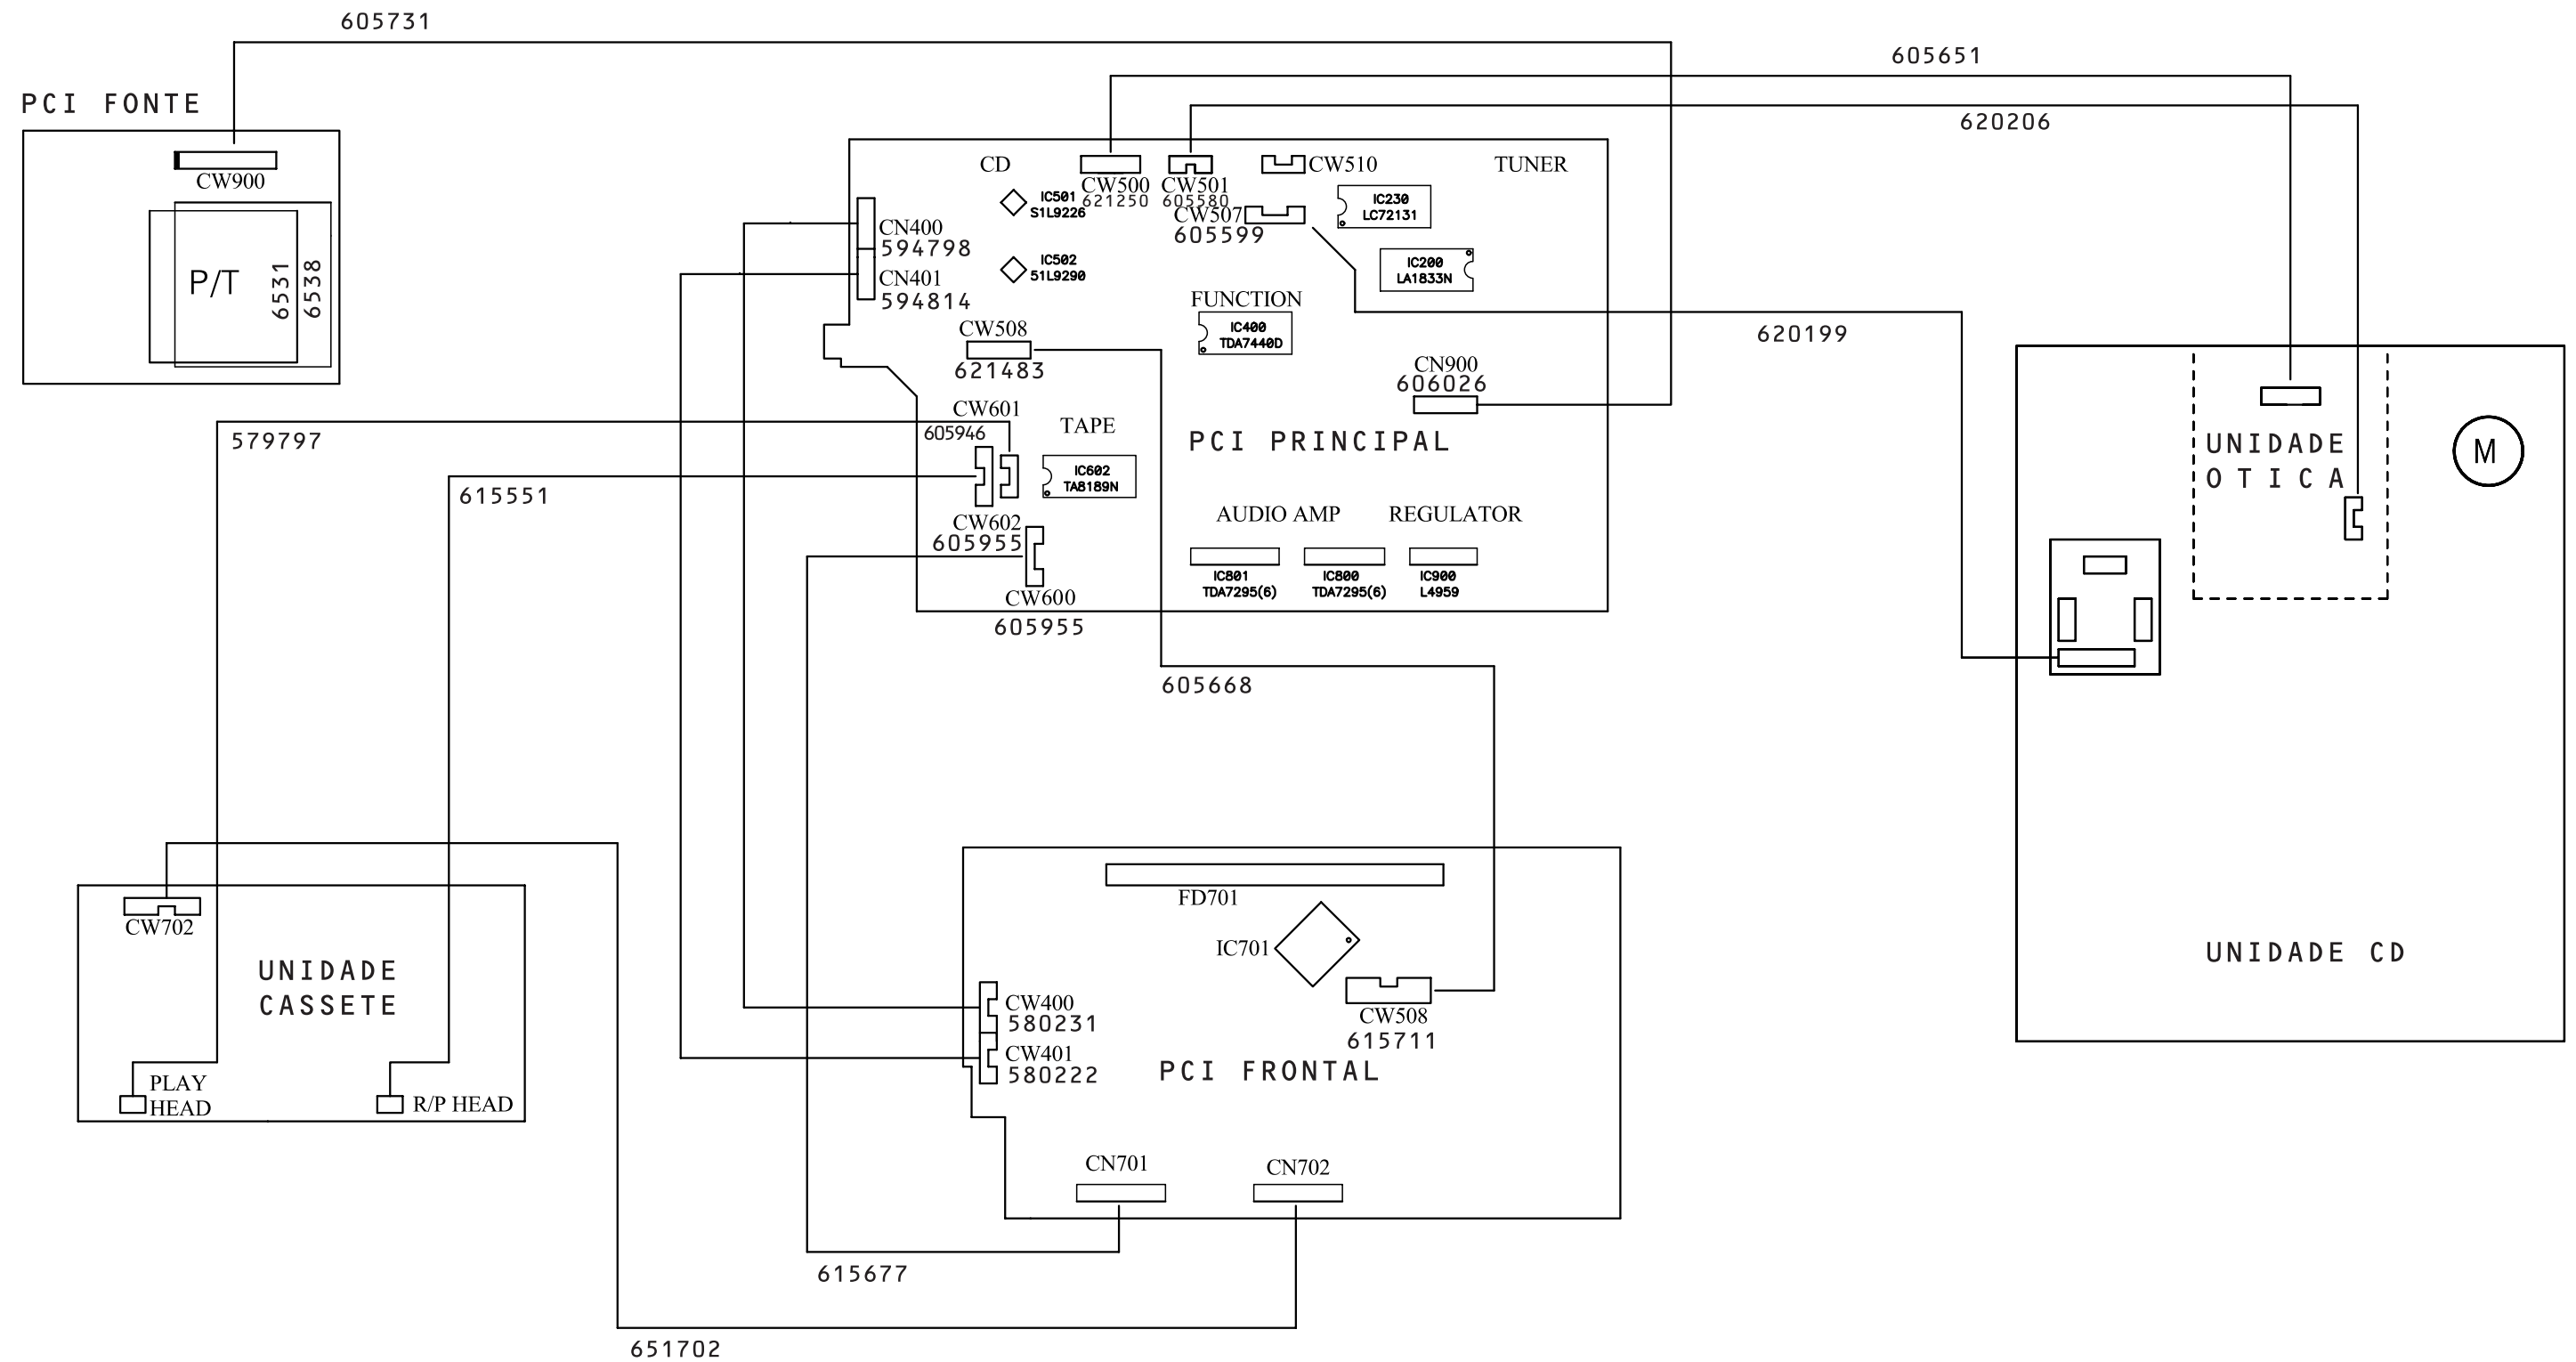 605731
605651
620206
PCI FONTE
CW900
P/T
6531
6538
CD
CW500
621250
CW501
605580
CW510
TUNER
IC501
S1L9226
CW507
605599
IC230
LC72131
CN400
594798
CN401
594814
IC502
51L9290
IC200
LA1833N
FUNCTION
IC400
TDA7440D
CW508
621483
CN900
606026
620199
CW601
605946
TAPE
PCI PRINCIPAL
579797
615551
IC602
TA8189N
CW602
605955
AUDIO AMP
REGULATOR
IC801
TDA7295(6)
IC800
TDA7295(6)
IC900
L4959
CW600
605955
605668
UNIDADE
OTICA
M
UNIDADE CD
CW702
UNIDADE
CASSETE
PLAY
HEAD
R/P HEAD
FD701
IC701
CW400
580231
CW401
580222
CW508
615711
PCI FRONTAL
CN701
CN702
615677
651702